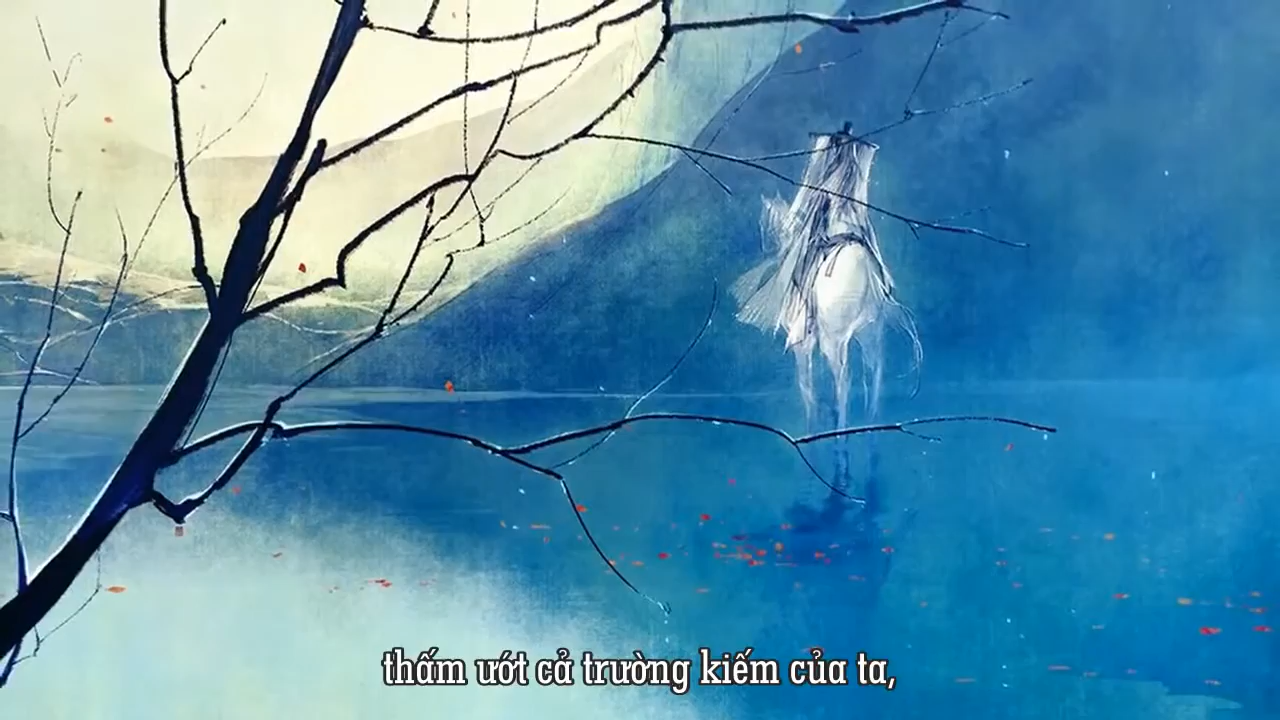 thấm ướt cả trường kiếm của ta,